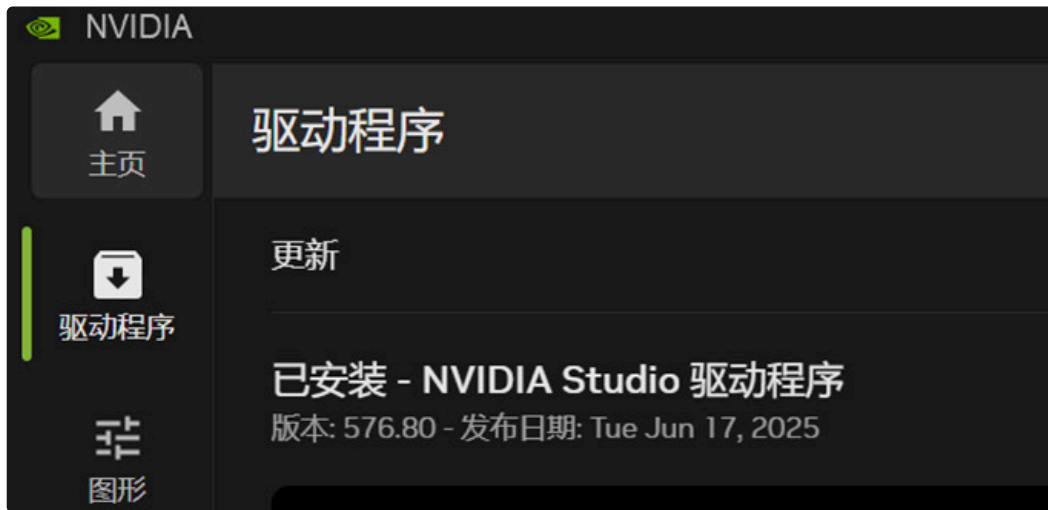 NVIDIA
主页
驱动程序
驱动程序
图形
更新
已安装 - NVIDIA Studio 驱动程序
版本: 576.80 - 发布日期: Tue Jun 17, 2025